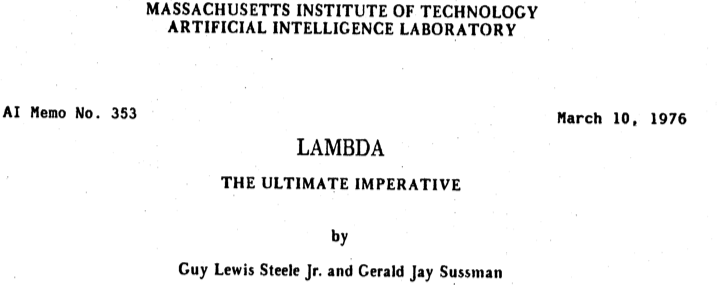 MASSACHUSETTS INSTITUTE OF TECHNOLOGY
ARTIFICIAL INTELLIGENCE LABORATORY
AI Memo No. 353 March 10, 1976
LAMBDA
THE ULTIMATE IMPERATIVE
by
Guy Lewis Steele Jr. and Gerald Jay Sussman